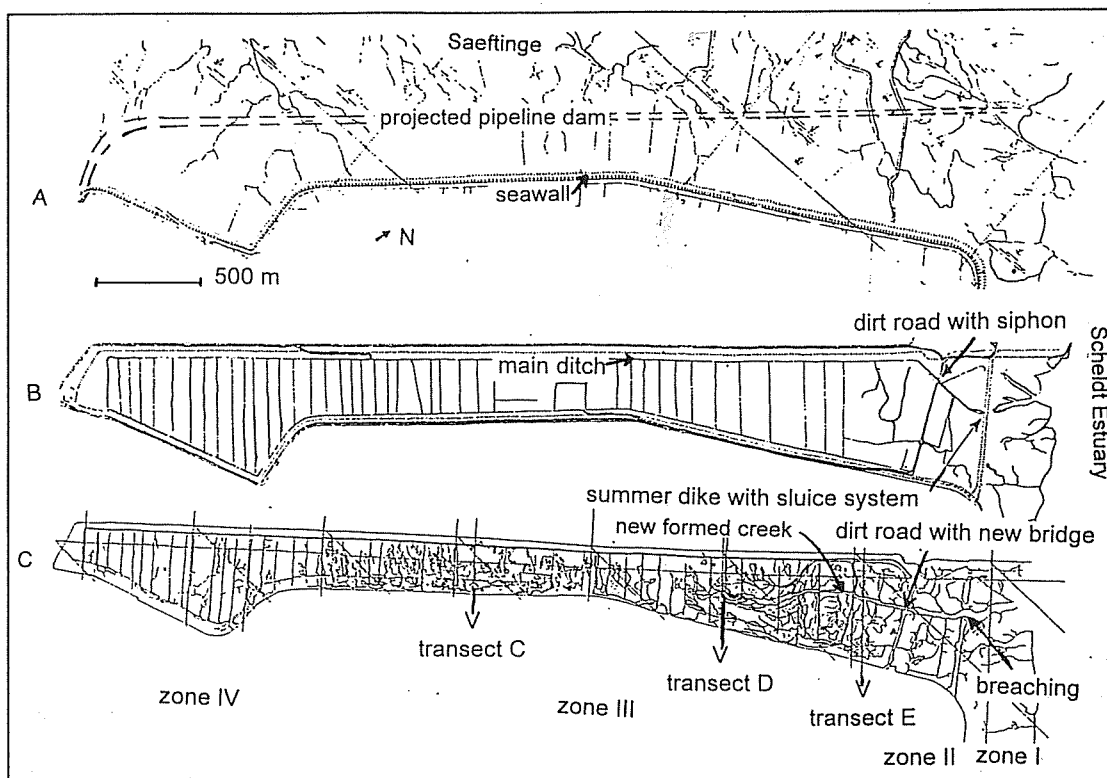 Saeftinge
projected pipeline dam
A
seawall
N
500 m
dirt road with siphon
main ditch
B
Scheldt Estuary
summer dike with sluice system
new formed creek
dirt road with new bridge
C
transect C
transect D
breaching
zone IV
zone III
transect E
zone II
zone I